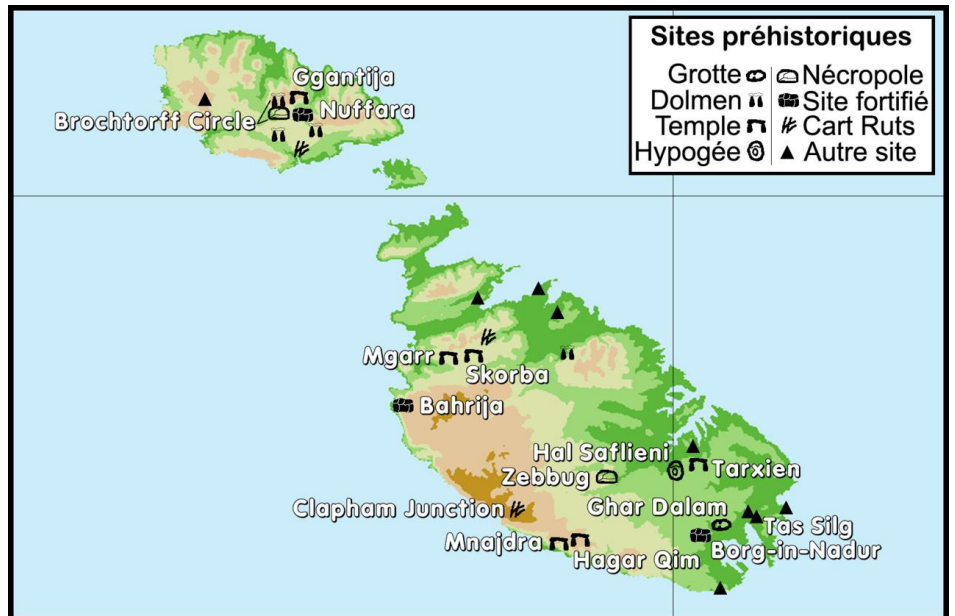 Sites préhistoriques
Grotte Nécropole
Dolmen Site fortifié
Temple Cart Ruts
Hypogée Autre site
Ggantija
Nuffara
Brochtorff Circle
Mgarr
Skorba
Bahrija
Hal Saflieni
Tarxien
Zebbug
Clapham Junction
Ghar Dalam
Tas Silg
Mnajdra
Borg-in-Nadur
Hagar Qim